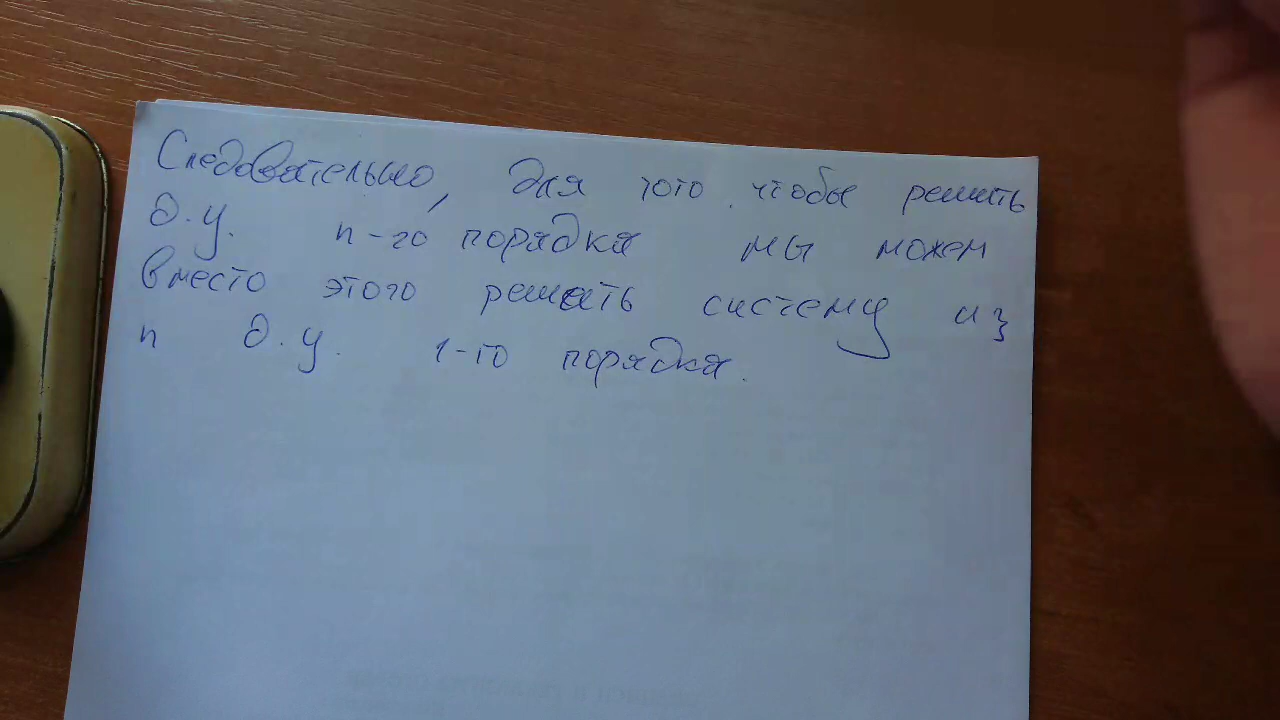 Следовательно, для того чтобы решить
д.у. n-го порядка мы можем
вместо этого решать систему из
n д.у. 1-го порядка.